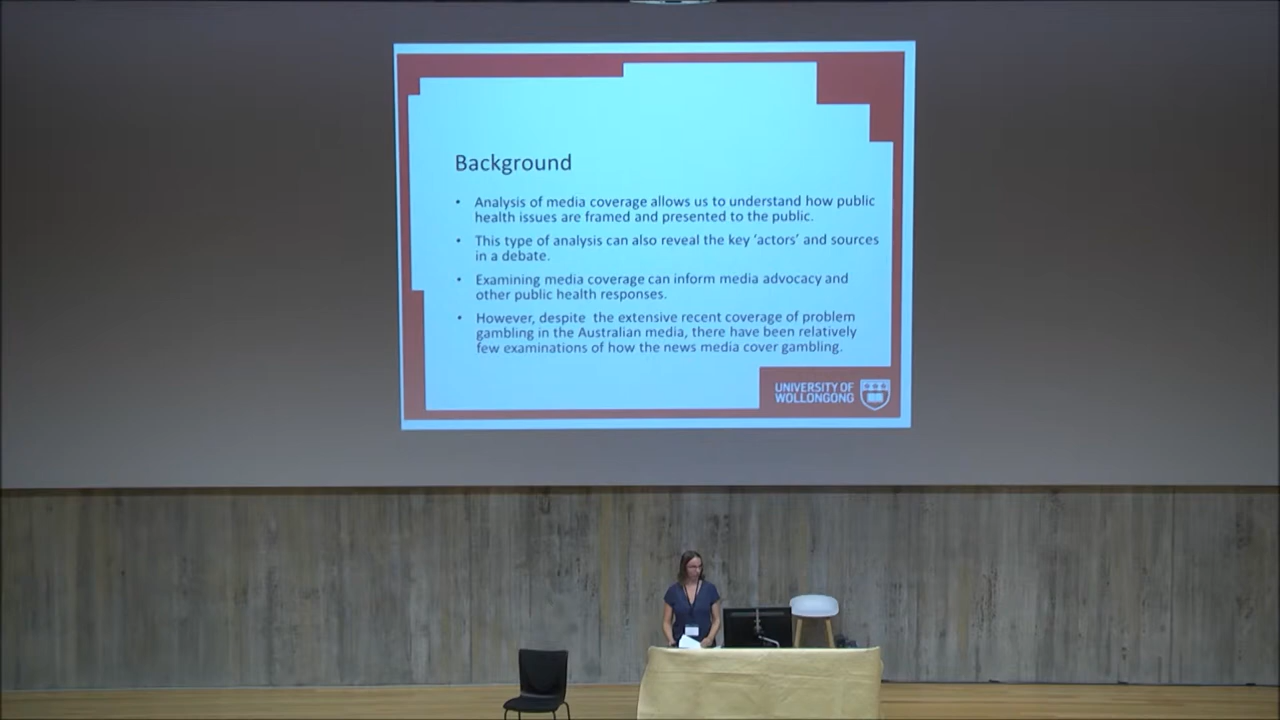 Background
• Analysis of media coverage allows us to understand how public
health issues are framed and presented to the public.
• This type of analysis can also reveal the key ‘actors’ and sources
in a debate.
• Examining media coverage can inform media advocacy and
other public health responses.
• However, despite the extensive recent coverage of problem
gambling in the Australian media, there have been relatively
few examinations of how the news media cover gambling.
UNIVERSITY OF
WOLLONGONG